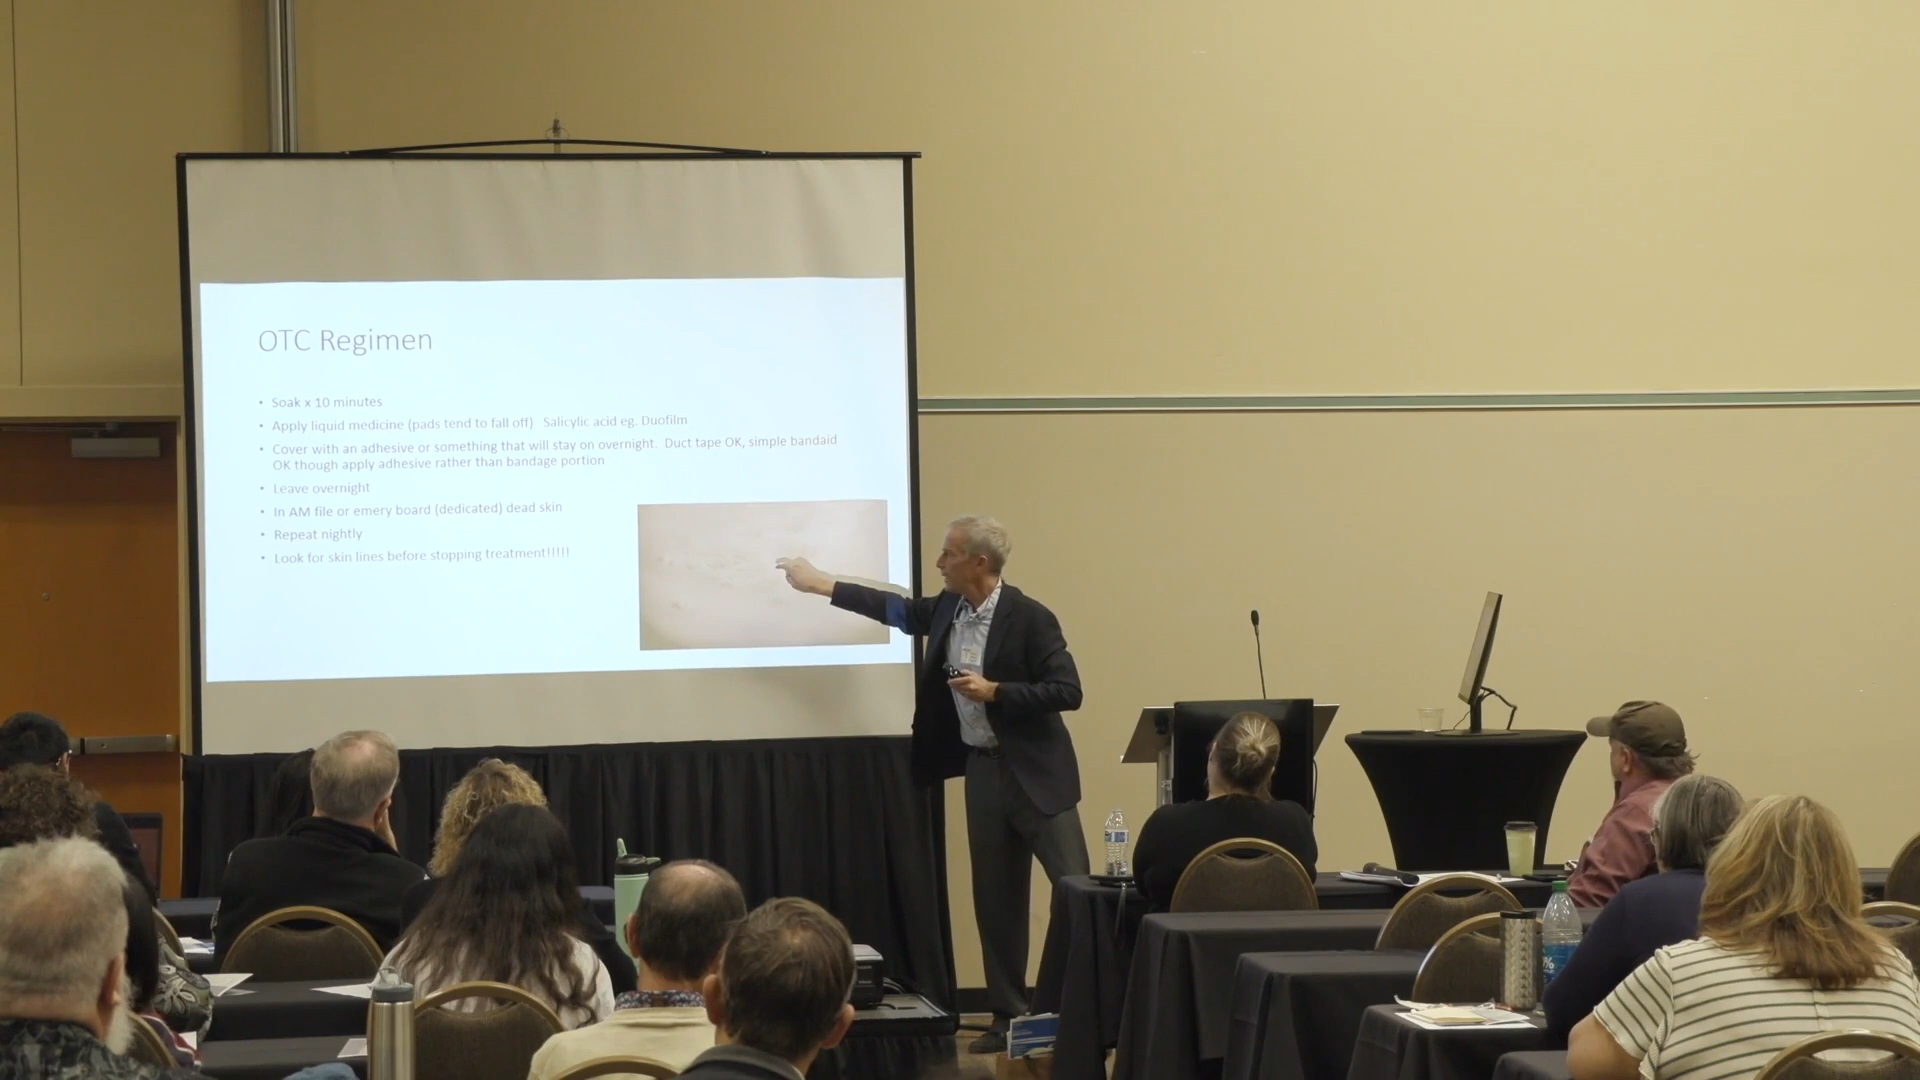 OTC Regimen
• Soak x 10 minutes
• Apply liquid medicine (pads tend to fall off)   Salicylic acid eg. Duofilm
• Cover with an adhesive or something that will stay on overnight.  Duct tape OK, simple bandaid
OK though apply adhesive rather than bandage portion
• Leave overnight
• In AM file or emery board (dedicated) dead skin
• Repeat nightly
• Look for skin lines before stopping treatment!!!!!